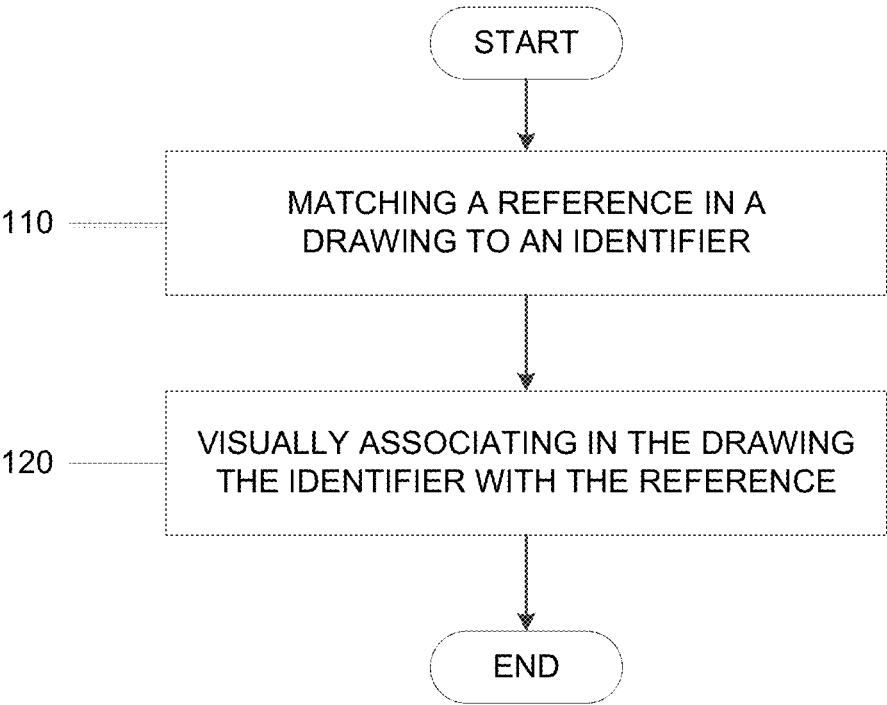 START
110
MATCHING A REFERENCE IN A
DRAWING TO AN IDENTIFIER
120
VISUALLY ASSOCIATING IN THE DRAWING
THE IDENTIFIER WITH THE REFERENCE
END